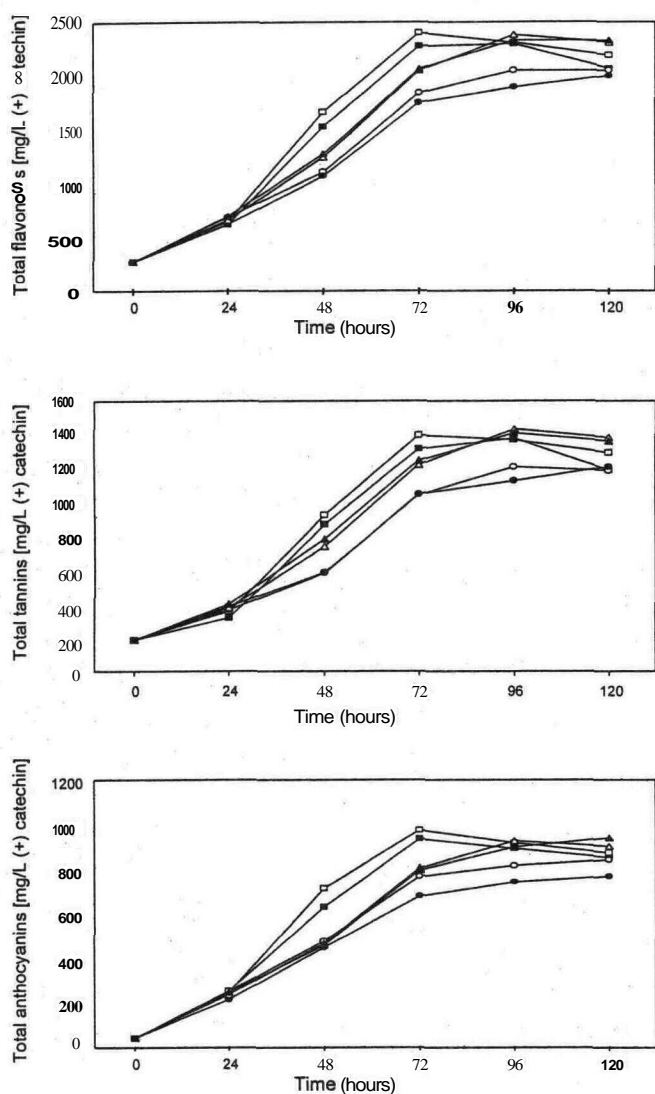 2500
2000
1500
1000
500
0
Total flavonoS s [mg/l- (+) ∞techin
0 24 48 72 96 120
Time (hours)
1600
1400
1200
1000
800
600
400
200
0
Total tannins [mg/L (+) catechin]
0 24 48 72 96 120
Time (hours)
1200
1000
800
600
400
200
0
Total anthocyanins [mg/L (+) catechin]
0 24 48 72 96 120
Time (hours)